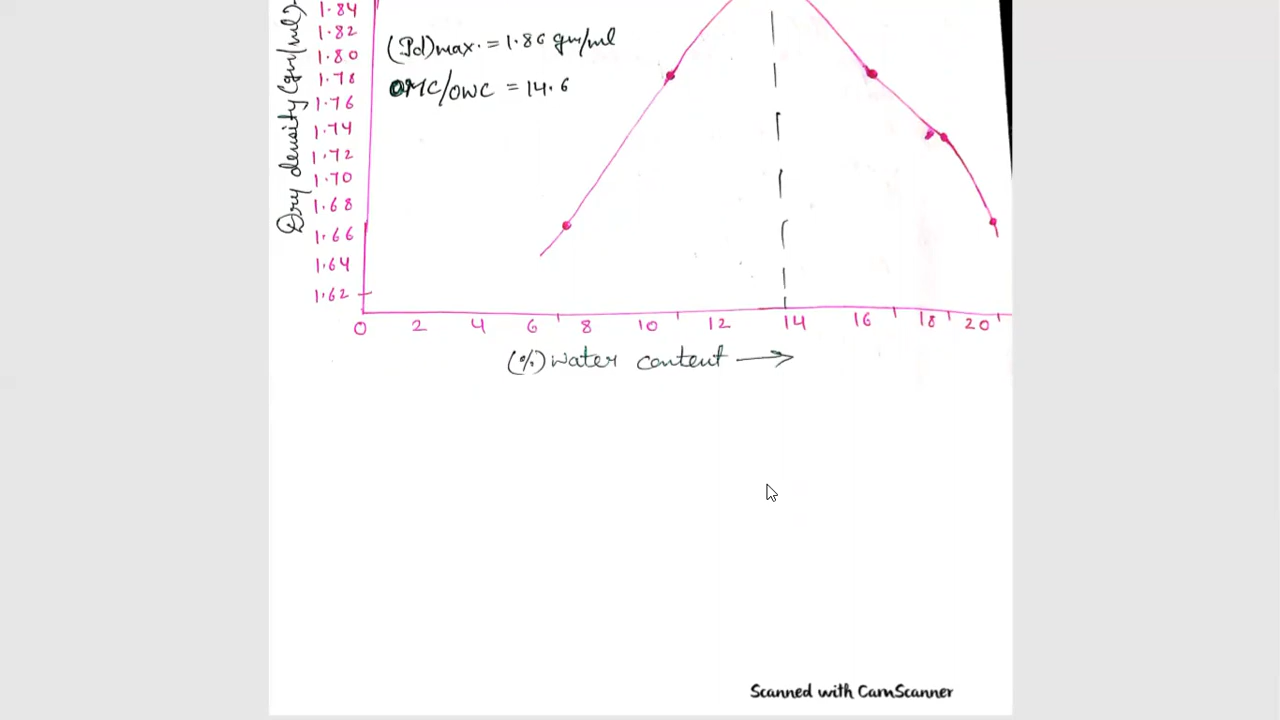 1.84
1.82
1.80
1.78
1.76
1.74
1.72
1.70
1.68
1.66
1.64
1.62
Dry density (gm/ml)
(ρd)max. = 1.86 gm/ml
OMC/OWC = 14.6
0 2 4 6 8 10 12 14 16 18 20
(%) water content
Scanned with CamScanner